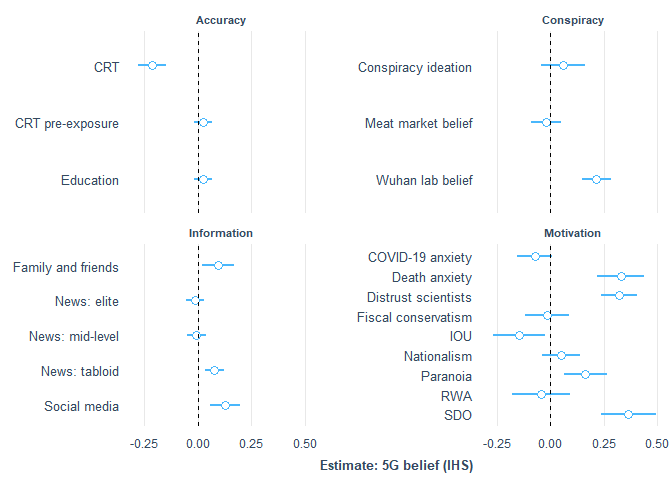 Accuracy
CRT
CRT pre-exposure
Education
Conspiracy
Conspiracy ideation
Meat market belief
Wuhan lab belief
Information
Family and friends
News: elite
News: mid-level
News: tabloid
Social media
-0.25 0.00 0.25 0.50
Motivation
COVID-19 anxiety
Death anxiety
Distrust scientists
Fiscal conservatism
IOU
Nationalism
Paranoia
RWA
SDO
-0.25 0.00 0.25 0.50
Estimate: 5G belief (IHS)